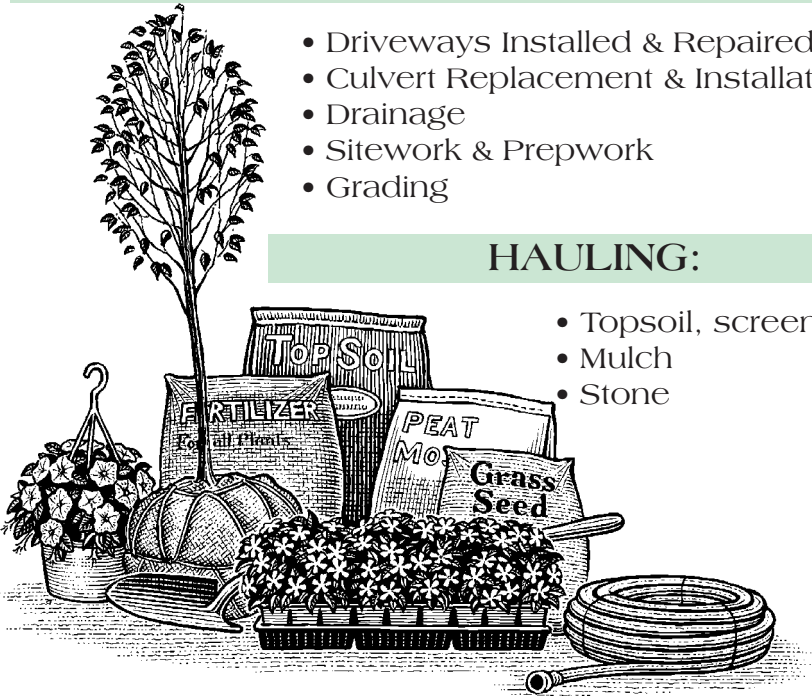 • Driveways Installed & Repaired
• Culvert Replacement & Installat
• Drainage
• Sitework & Prepwork
• Grading
HAULING:
• Topsoil, screen
• Mulch
• Stone
TOP SOIL
FERTILIZER
For all Plants
PEAT
MOS
Grass
Seed